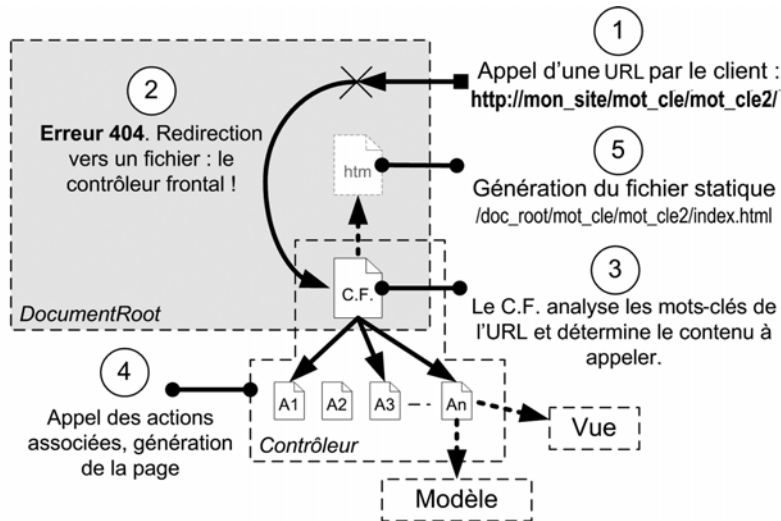 1
Appel d'une URL par le client :
http://mon_site/mot_cle/mot_cle2/
2
Erreur 404. Redirection
vers un fichier : le
contrôleur frontal !
htm
5
Génération du fichier statique
/doc_root/mot_cle/mot_cle2/index.html
C.F.
3
Le C.F. analyse les mots-clés de
l'URL et détermine le contenu à
appeler.
DocumentRoot
4
Appel des actions
associées, génération
de la page
A1
A2
A3
An
Contrôleur
Vue
Modèle